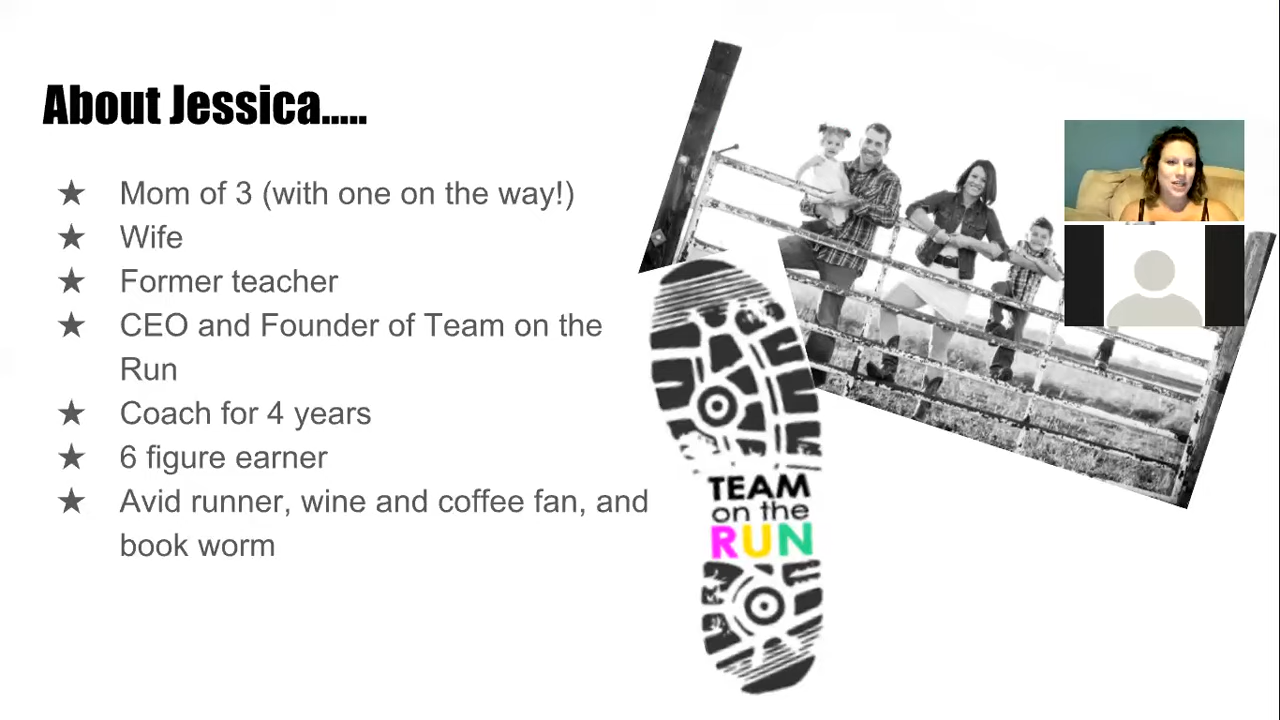 About Jessica.....
★ Mom of 3 (with one on the way!)
★ Wife
★ Former teacher
★ CEO and Founder of Team on the
Run
★ Coach for 4 years
★ 6 figure earner
★ Avid runner, wine and coffee fan, and
book worm
TEAM
on the
RUN